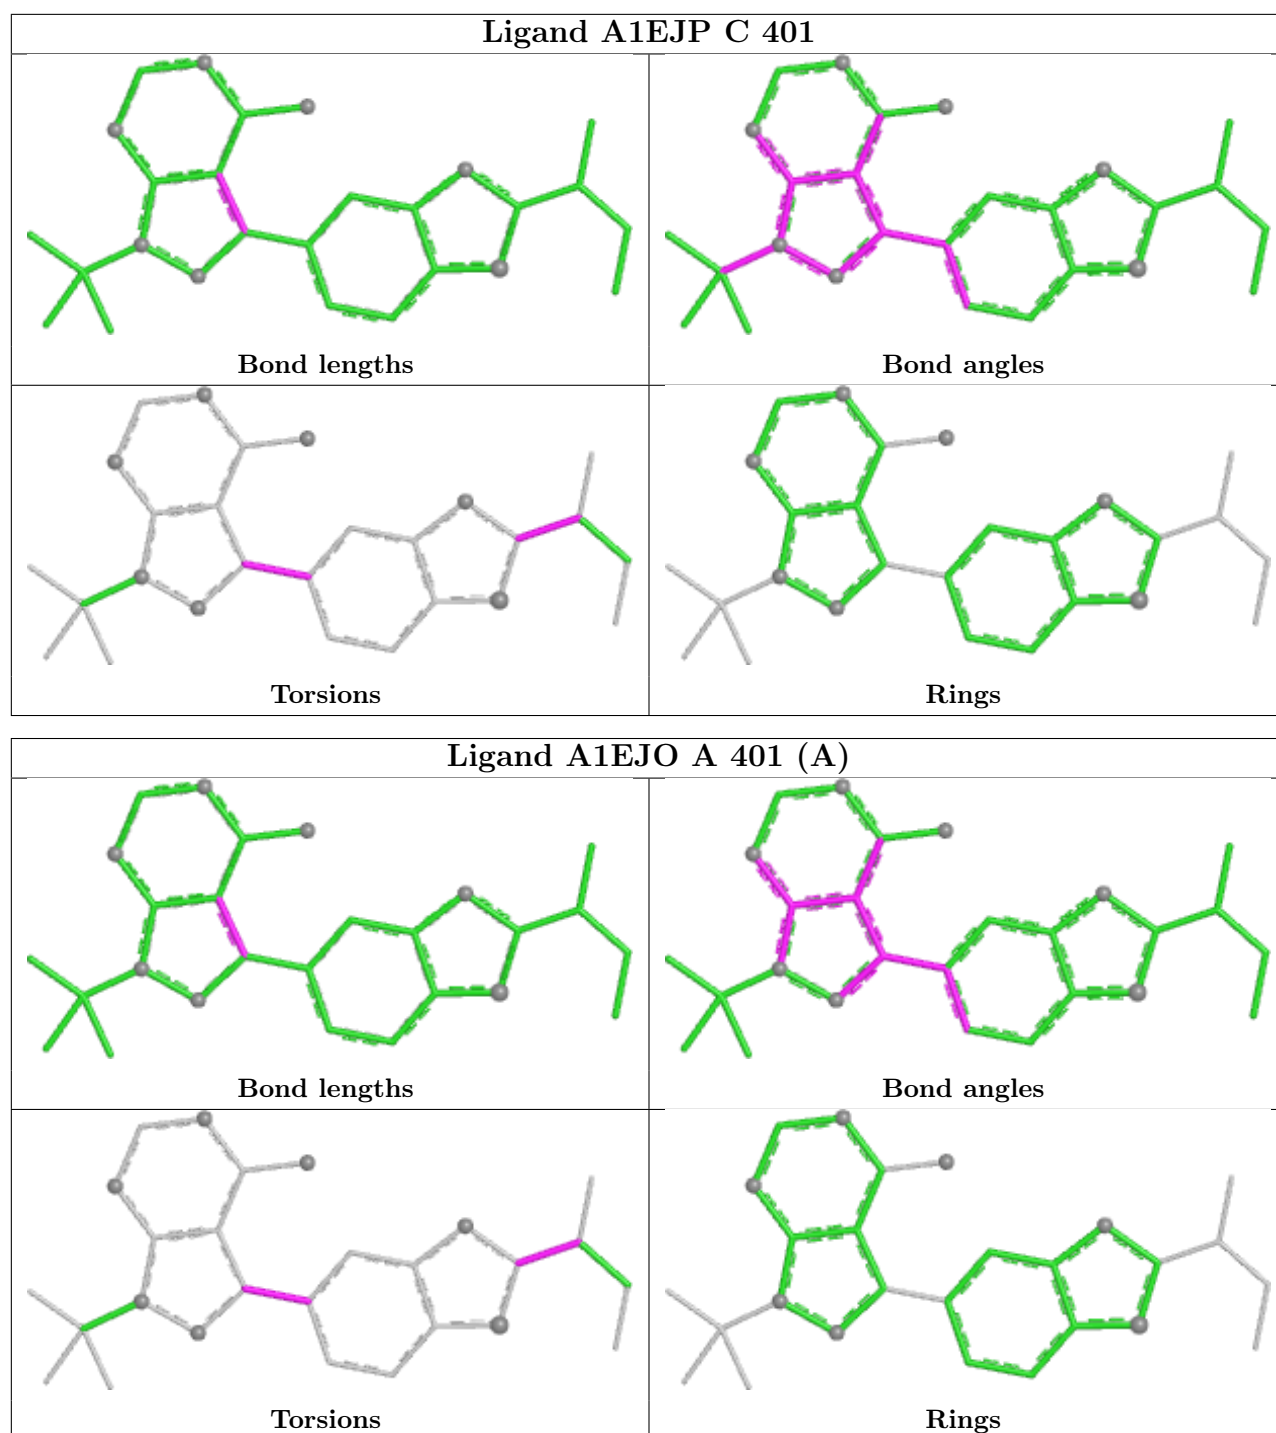 Ligand A1EJP C 401
Bond lengths
Bond angles
Torsions
Rings
Ligand A1EJO A 401 (A)
Bond lengths
Bond angles
Torsions
Rings